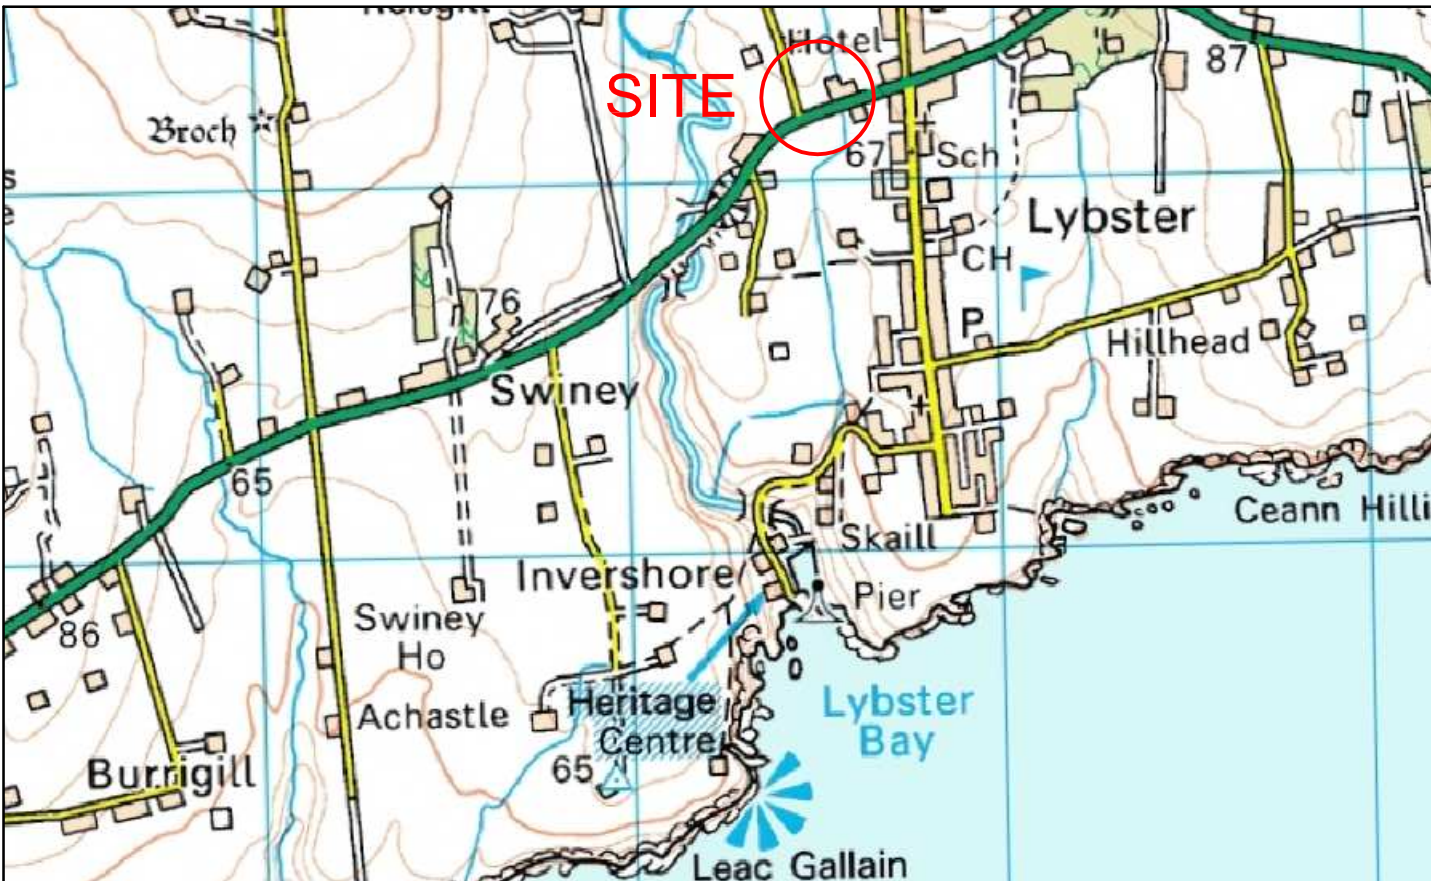 Hotel
SITE
87
Broch
67
Sch
Lybster
CH
76
P
Hillhead
Swiney
65
Ceann Hilli
Skaill
Invershore
Pier
86
Swiney
Ho
Heritage
Centre
Achastle
Lybster
Bay
65
Burrigill
Leac Gallain